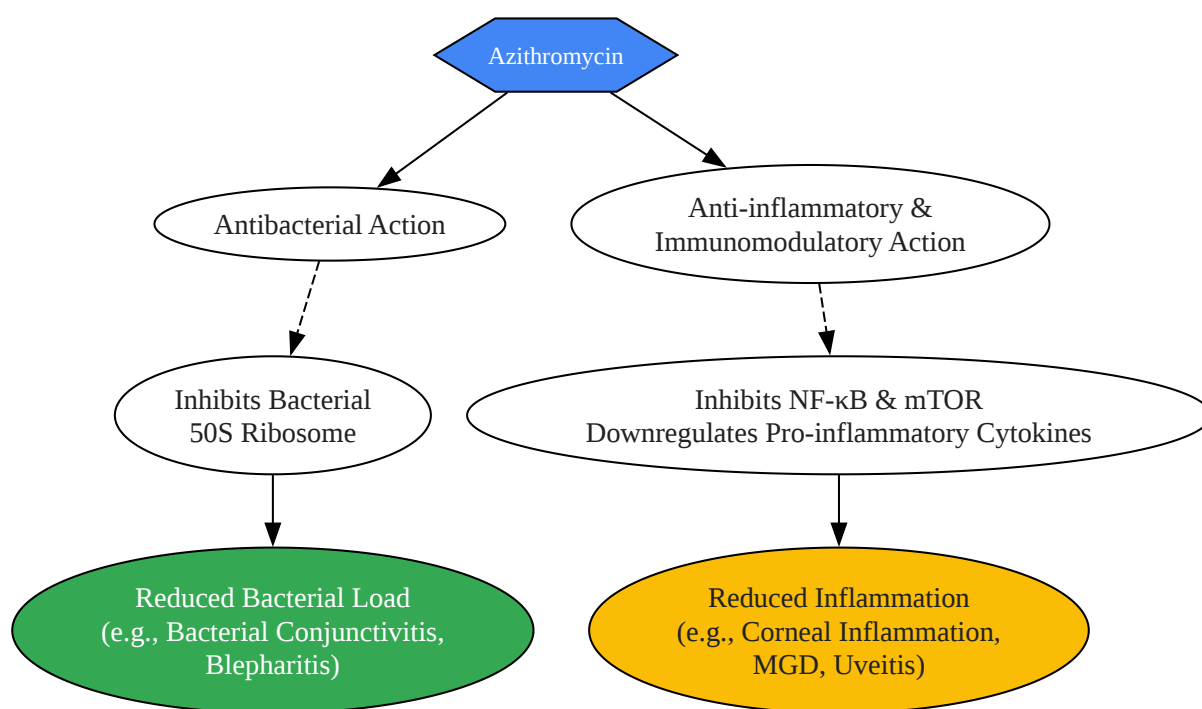 Azithromycin
Antibacterial Action
Anti-inflammatory &
Immunomodulatory Action
Inhibits Bacterial
50S Ribosome
Inhibits NF-κB & mTOR
Downregulates Pro-inflammatory Cytokines
Reduced Bacterial Load
(e.g., Bacterial Conjunctivitis,
Blepharitis)
Reduced Inflammation
(e.g., Corneal Inflammation,
MGD, Uveitis)